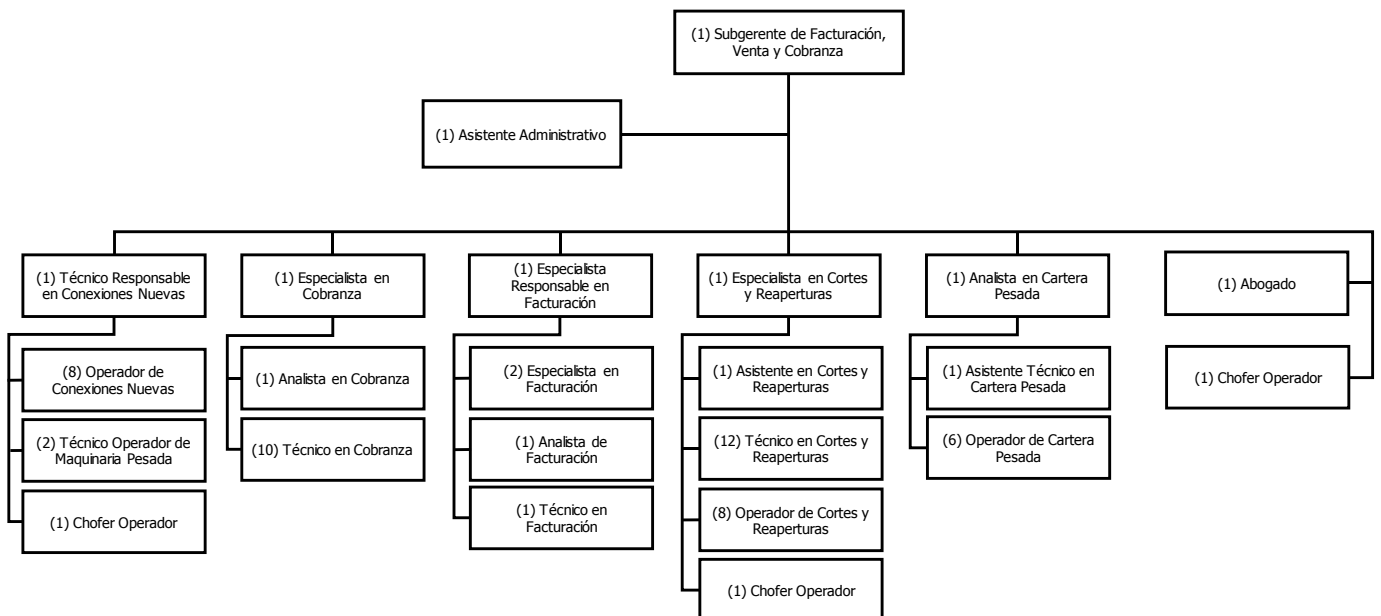 (1) Subgerente de Facturación,
Venta y Cobranza
(1) Asistente Administrativo
(1) Técnico Responsable
en Conexiones Nuevas
(8) Operador de
Conexiones Nuevas
(2) Técnico Operador de
Maquinaria Pesada
(1) Chofer Operador
(1) Especialista en
Cobranza
(1) Analista en Cobranza
(10) Técnico en Cobranza
(1) Especialista
Responsable en
Facturación
(2) Especialista en
Facturación
(1) Analista de
Facturación
(1) Técnico en
Facturación
(1) Especialista en Cortes
y Reaperturas
(1) Asistente en Cortes y
Reaperturas
(12) Técnico en Cortes y
Reaperturas
(8) Operador de Cortes y
Reaperturas
(1) Chofer Operador
(1) Analista en Cartera
Pesada
(1) Asistente Técnico en
Cartera Pesada
(6) Operador de Cartera
Pesada
(1) Abogado
(1) Chofer Operador